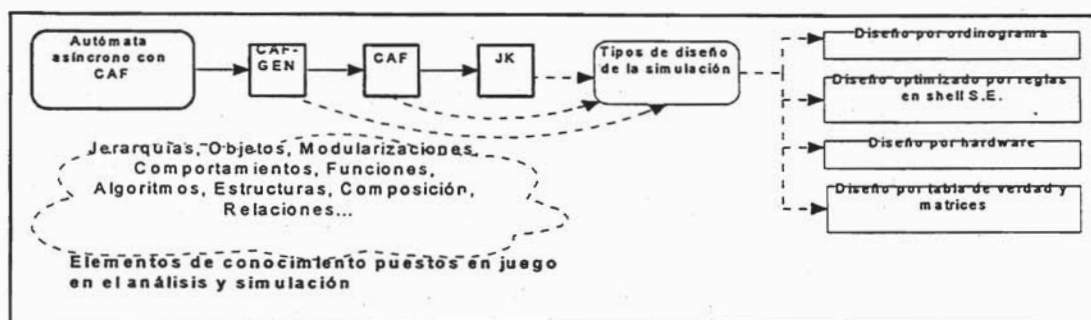 Autómata
asíncrono con
CAF
CAF-
GEN
CAF
JK
Tipos de diseño
de la simulación
Diseño por ordinograma
Diseño optimizado por reglas
en shell S.E.
Diseño por hardware
Diseño por tabla de verdad y
matrices
Jerarquías, Objetos, Modularizaciones
Comportamientos, Funciones,
Algoritmos, Estructuras, Composición,
Relaciones...
Elementos de conocimiento puestos en juego
en el análisis y simulación